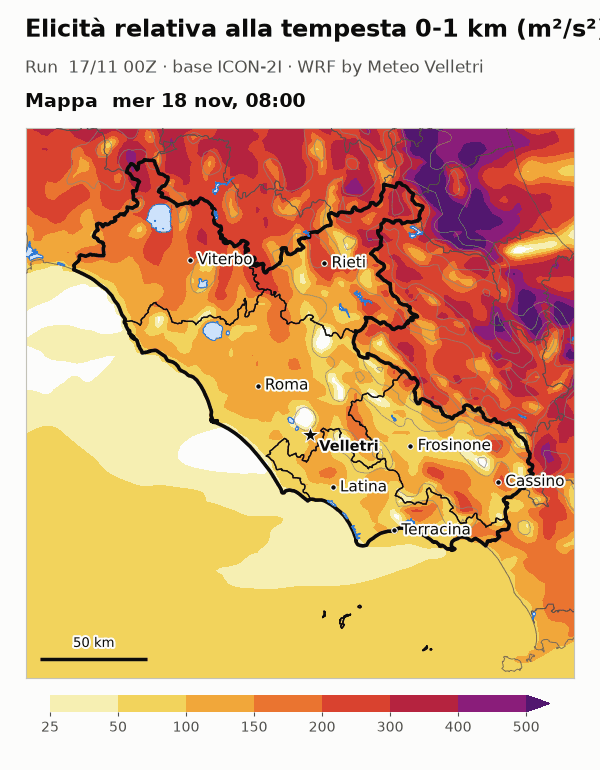 Elicità relativa alla tempesta 0-1 km (m²/s²)
Run  17/11 00Z · base ICON-2I · WRF by Meteo Velletri
Mappa  mer 18 nov, 08:00
Viterbo
Rieti
Roma
Velletri
Frosinone
Cassino
Latina
Terracina
50 km
25 50 100 150 200 300 400 500